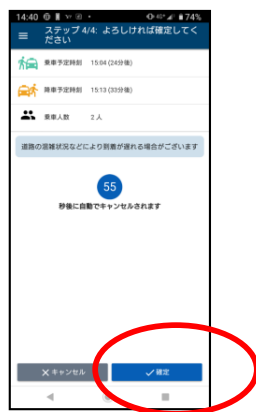 14:40 74%
ステップ 4/4: よろしければ確定してく
ださい
乗車予定時刻 15:04 (24分後)
降車予定時刻 15:13 (33分後)
乗車人数 2 人
道路の混雑状況などにより到着が遅れる場合がございます
55
秒後に自動でキャンセルされます
×キャンセル ✓確定